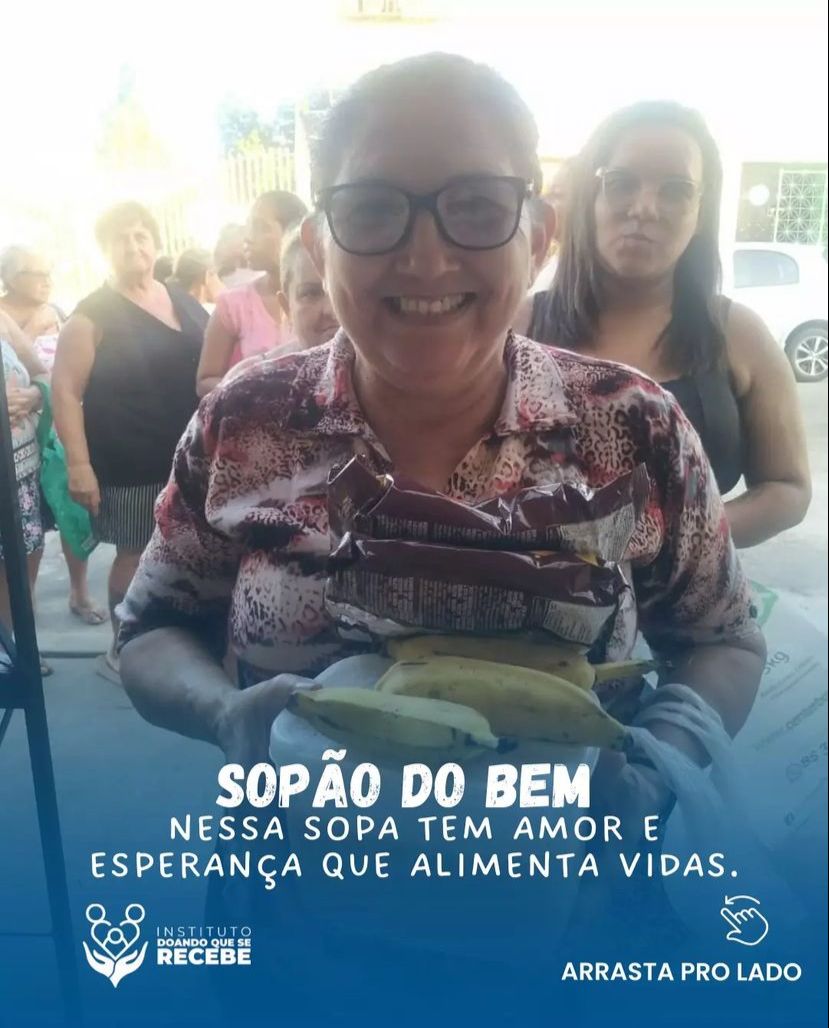 SOPÃO DO BEM
NESSA SOPA TEM AMOR E
ESPERANÇA QUE ALIMENTA VIDAS.
INSTITUTO
DOANDO QUE SE
RECEBE
ARRASTA PRO LADO